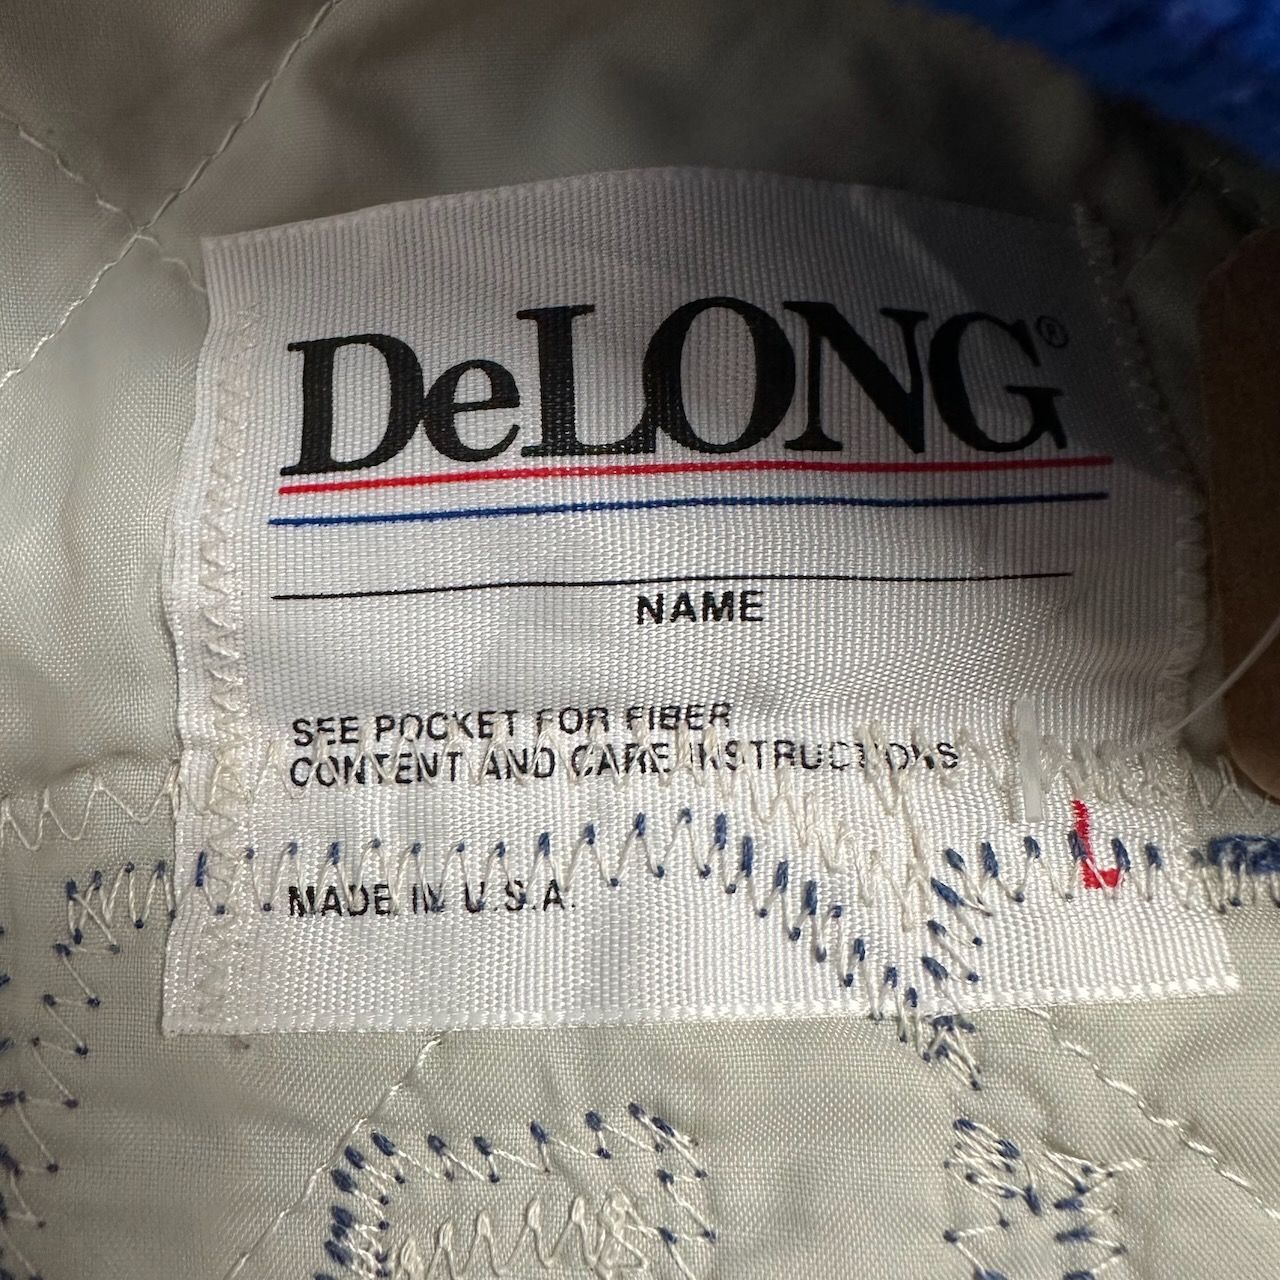 DeLONG®
NAME
SEE POCKET FOR FIBER
CONTENT AND CARE INSTRUCTIONS
L
MADE IN U.S.A.